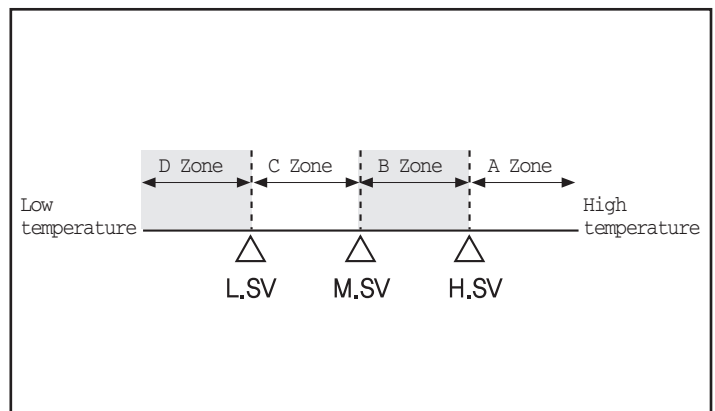 D Zone C Zone B Zone A Zone
Low temperature
High temperature
L.SV M.SV H.SV